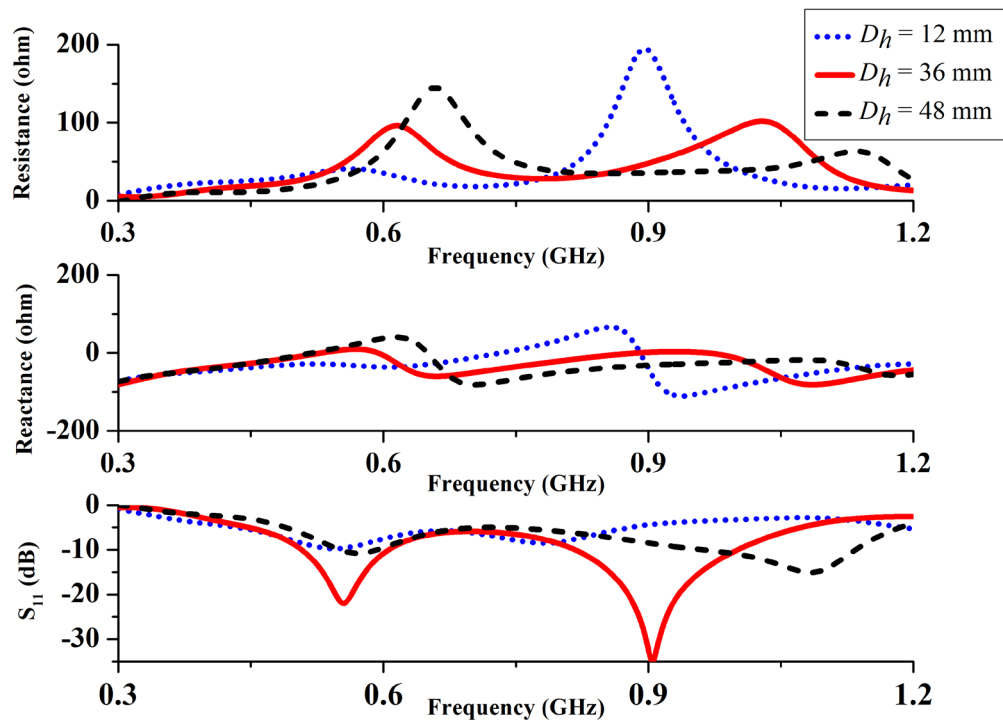 D_h = 12 mm
D_h = 36 mm
D_h = 48 mm
Resistance (ohm)
200
100
0
0.3 0.6 0.9 1.2
Frequency (GHz)
Reactance (ohm)
200
0
-200
0.3 0.6 0.9 1.2
Frequency (GHz)
S₁₁ (dB)
0
-10
-20
-30
0.3 0.6 0.9 1.2
Frequency (GHz)